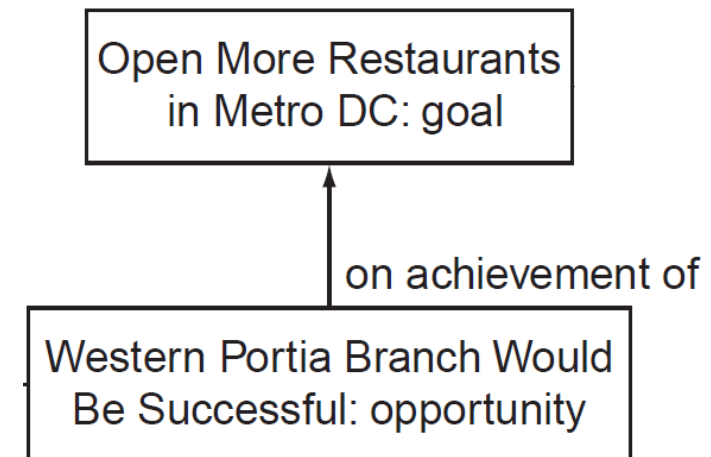 Open More Restaurants
in Metro DC: goal
on achievement of
Western Portia Branch Would
Be Successful: opportunity